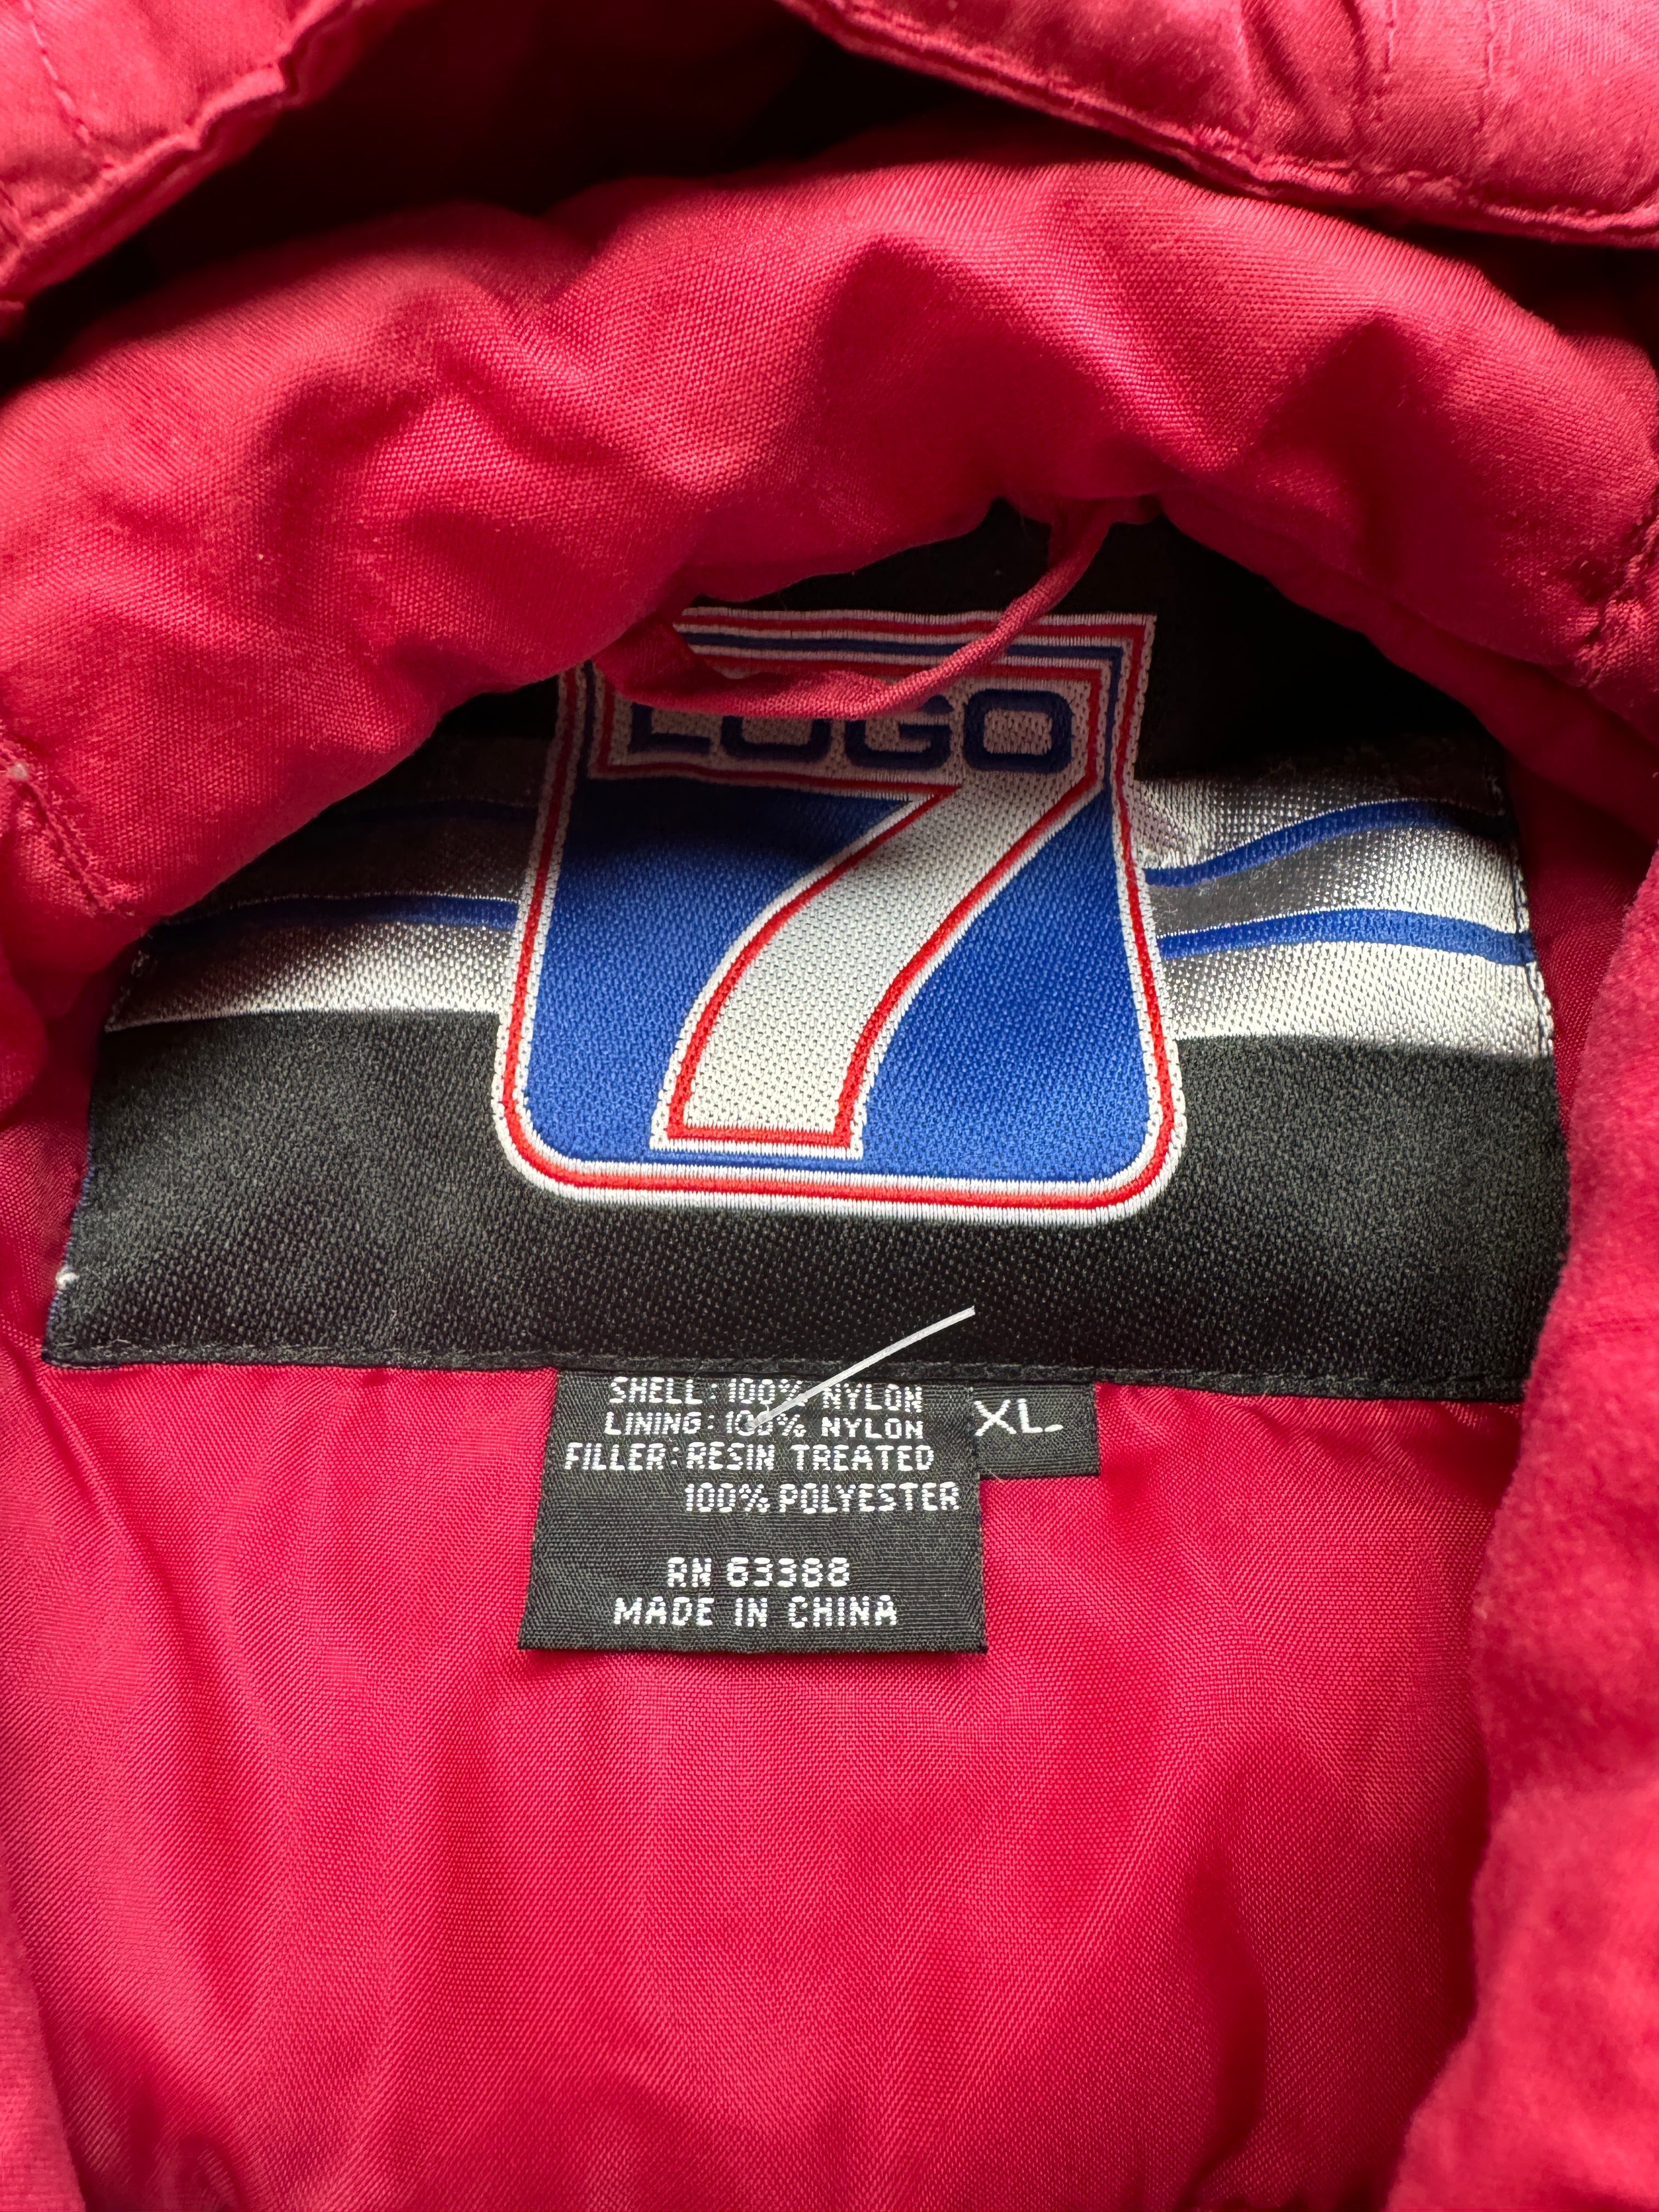 LOGO
7
SHELL: 100% NYLON
LINING: 100% NYLON
FILLER: RESIN TREATED
100% POLYESTER
RN 63388
MADE IN CHINA
XL